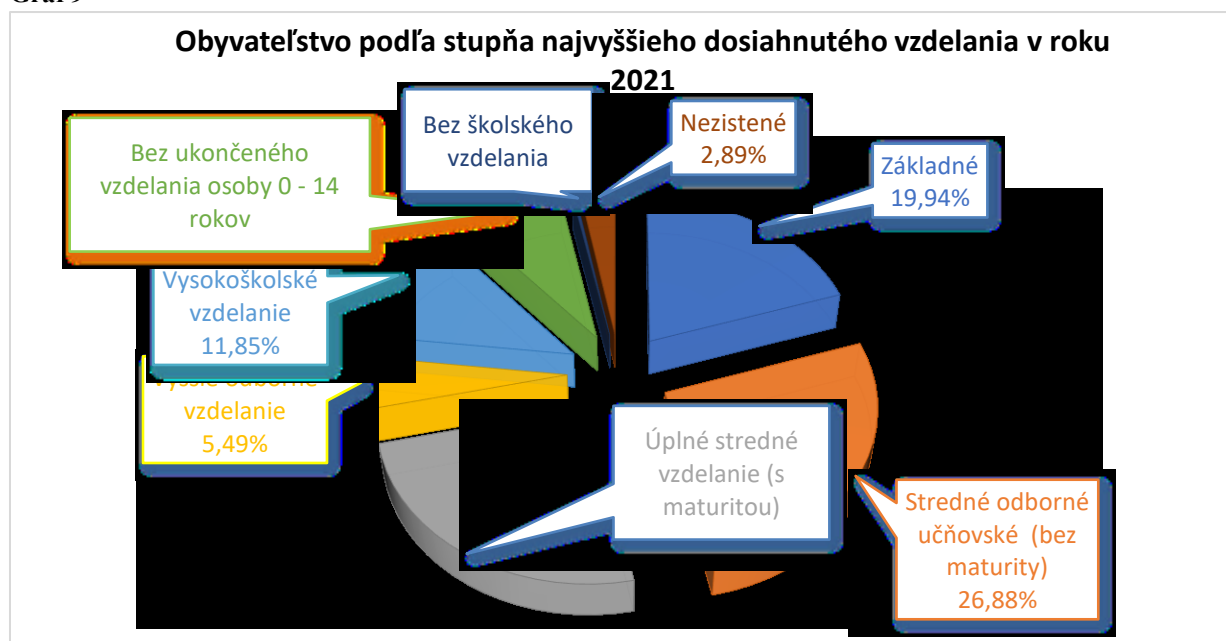 Obyvateľstvo podľa stupňa najvyššieho dosiahnutého vzdelania v roku
2021
Bez ukončeného
vzdelania osoby 0 - 14
rokov
Bez školského
vzdelania
Nezistené
2,89%
Základné
19,94%
Vysokoškolské
vzdelanie
11,85%
odborné
vzdelanie
5,49%
Úplné stredné
vzdelanie (s
maturitou)
Stredné odborné
učňovské (bez
maturity)
26,88%